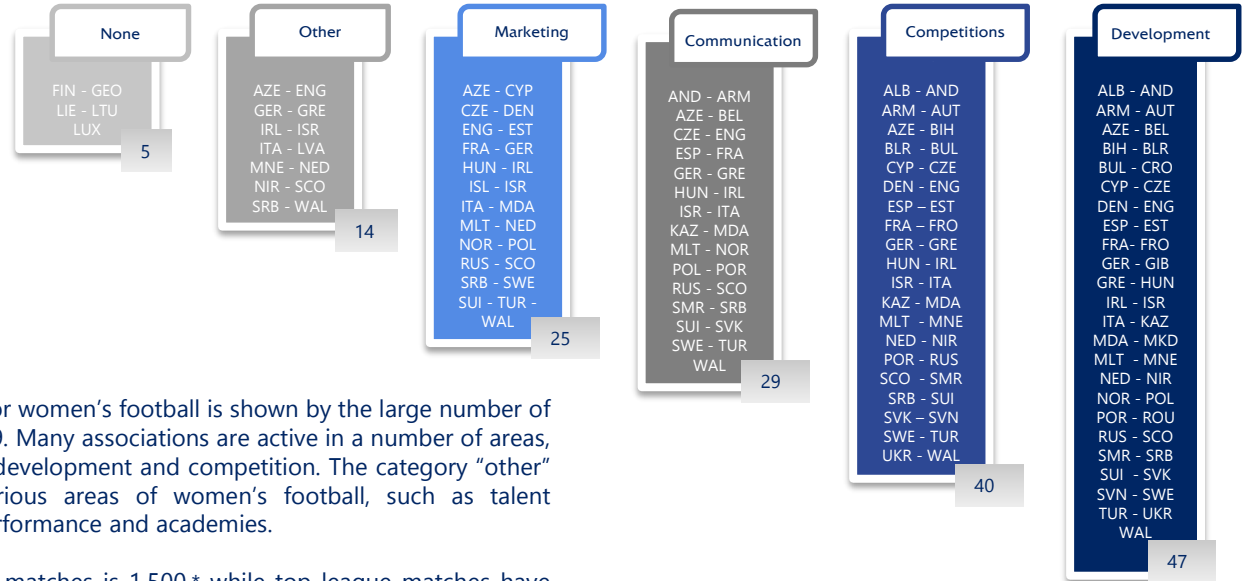 None
FIN - GEO
LIE - LTU
LUX
5
Other
AZE - ENG
GER - GRE
IRL - ISR
ITA - LVA
MNE - NED
NIR - SCO
SRB - WAL
14
Marketing
AZE - CYP
CZE - DEN
ENG - EST
FRA - GER
HUN - IRL
ISL - ISR
ITA - MDA
MLT - NED
NOR - POL
RUS - SCO
SRB - SWE
SUI - TUR -
WAL
25
Communication
AND - ARM
AZE - BEL
CZE - ENG
ESP - FRA
GER - GRE
HUN - IRL
ISR - ITA
KAZ - MDA
MLT - NOR
POL - POR
RUS - SCO
SMR - SRB
SUI - SVK
SWE - TUR
WAL
29
Competitions
ALB - AND
ARM - AUT
AZE - BIH
BLR - BUL
CYP - CZE
DEN - ENG
ESP – EST
FRA – FRO
GER - GRE
HUN - IRL
ISR - ITA
KAZ - MDA
MLT - MNE
NED - NIR
POR - RUS
SCO - SMR
SRB - SUI
SVK – SVN
SWE - TUR
UKR - WAL
40
Development
ALB - AND
ARM - AUT
AZE - BEL
BIH - BLR
BUL - CRO
CYP - CZE
DEN - ENG
ESP - EST
FRA- FRO
GER - GIB
GRE - HUN
IRL - ISR
ITA - KAZ
MDA - MKD
MLT - MNE
NED - NIR
NOR - POL
POR - ROU
RUS - SCO
SMR - SRB
SUI - SVK
SVN - SWE
TUR - UKR
WAL
47
women's football is shown by the large number of
Many associations are active in a number of areas,
development and competition. The category "other"
areas of women's football, such as talent
and academies.
matches is 1,500,* while top league matches have